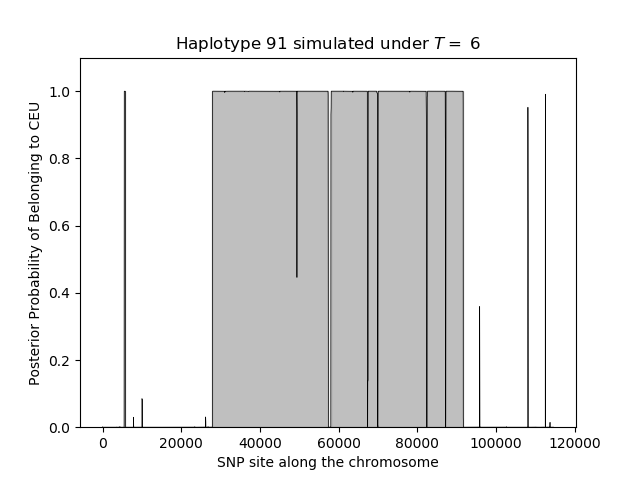 Haplotype 91 simulated under T = 6
Posterior Probability of Belonging to CEU
1.0
0.8
0.6
0.4
0.2
0.0
0 20000 40000 60000 80000 100000 120000
SNP site along the chromosome